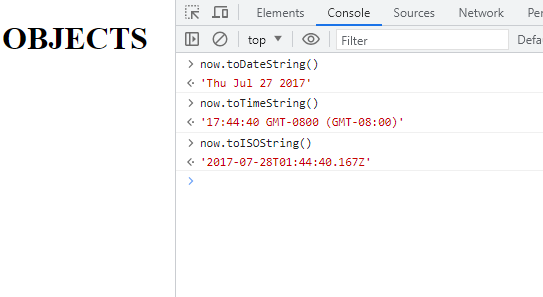 OBJECTS
Elements Console Sources Network Pe
top Filter Defa
now.toDateString()
'Thu Jul 27 2017'
now.toTimeString()
'17:44:40 GMT-0800 (GMT-08:00)'
now.toISOString()
'2017-07-28T01:44:40.167Z'